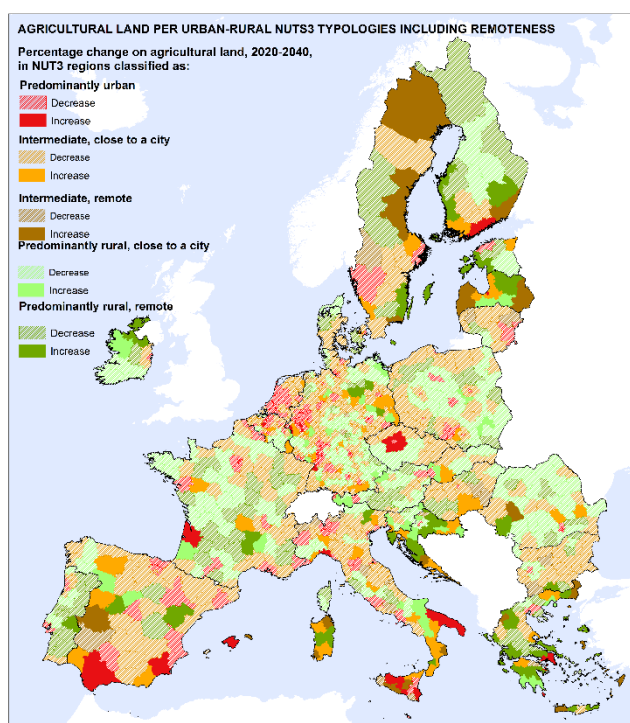 AGRICULTURAL LAND PER URBAN-RURAL NUTS3 TYPOLOGIES INCLUDING REMOTENESS
Percentage change on agricultural land, 2020-2040,
in NUT3 regions classified as:
Predominantly urban
Decrease
Increase
Intermediate, close to a city
Decrease
Increase
Intermediate, remote
Decrease
Increase
Predominantly rural, close to a city
Decrease
Increase
Predominantly rural, remote
Decrease
Increase